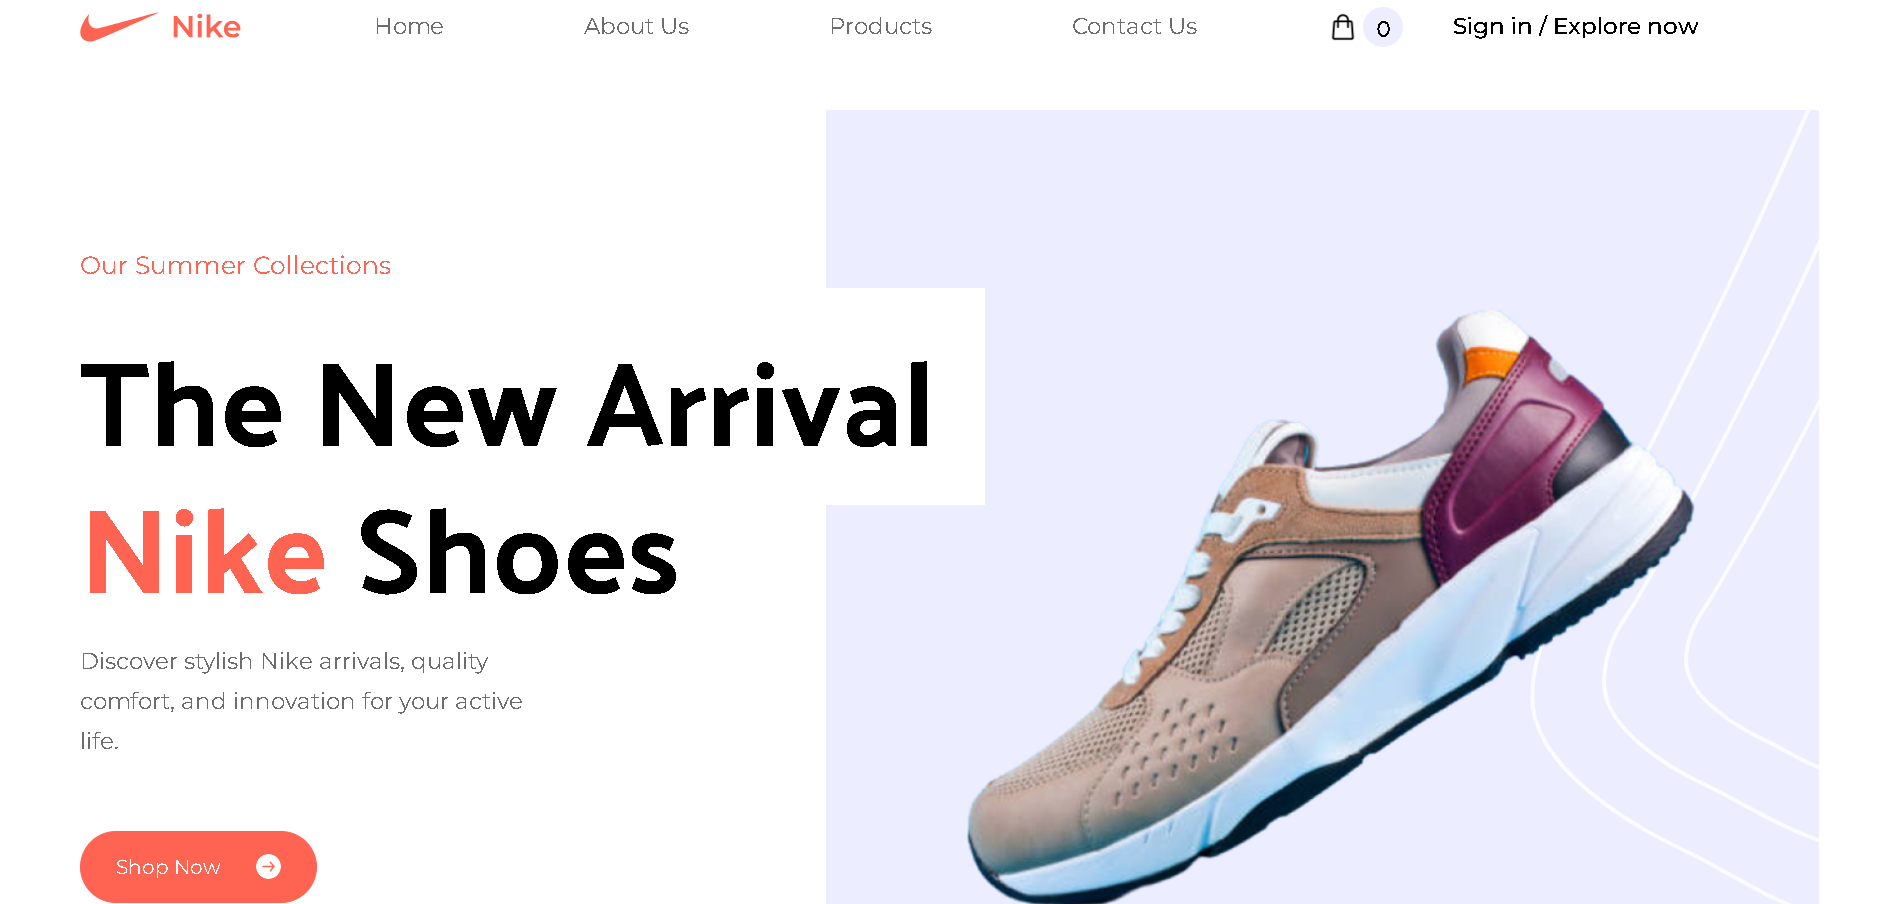 Nike
Home
About Us
Products
Contact Us
0
Sign in / Explore now
Our Summer Collections
The New Arrival
Nike Shoes
Discover stylish Nike arrivals, quality
comfort, and innovation for your active
life.
Shop Now